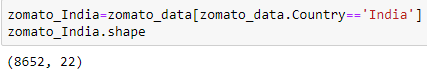 zomato_India=zomato_data[zomato_data.Country=='India']
zomato_India.shape
(8652, 22)